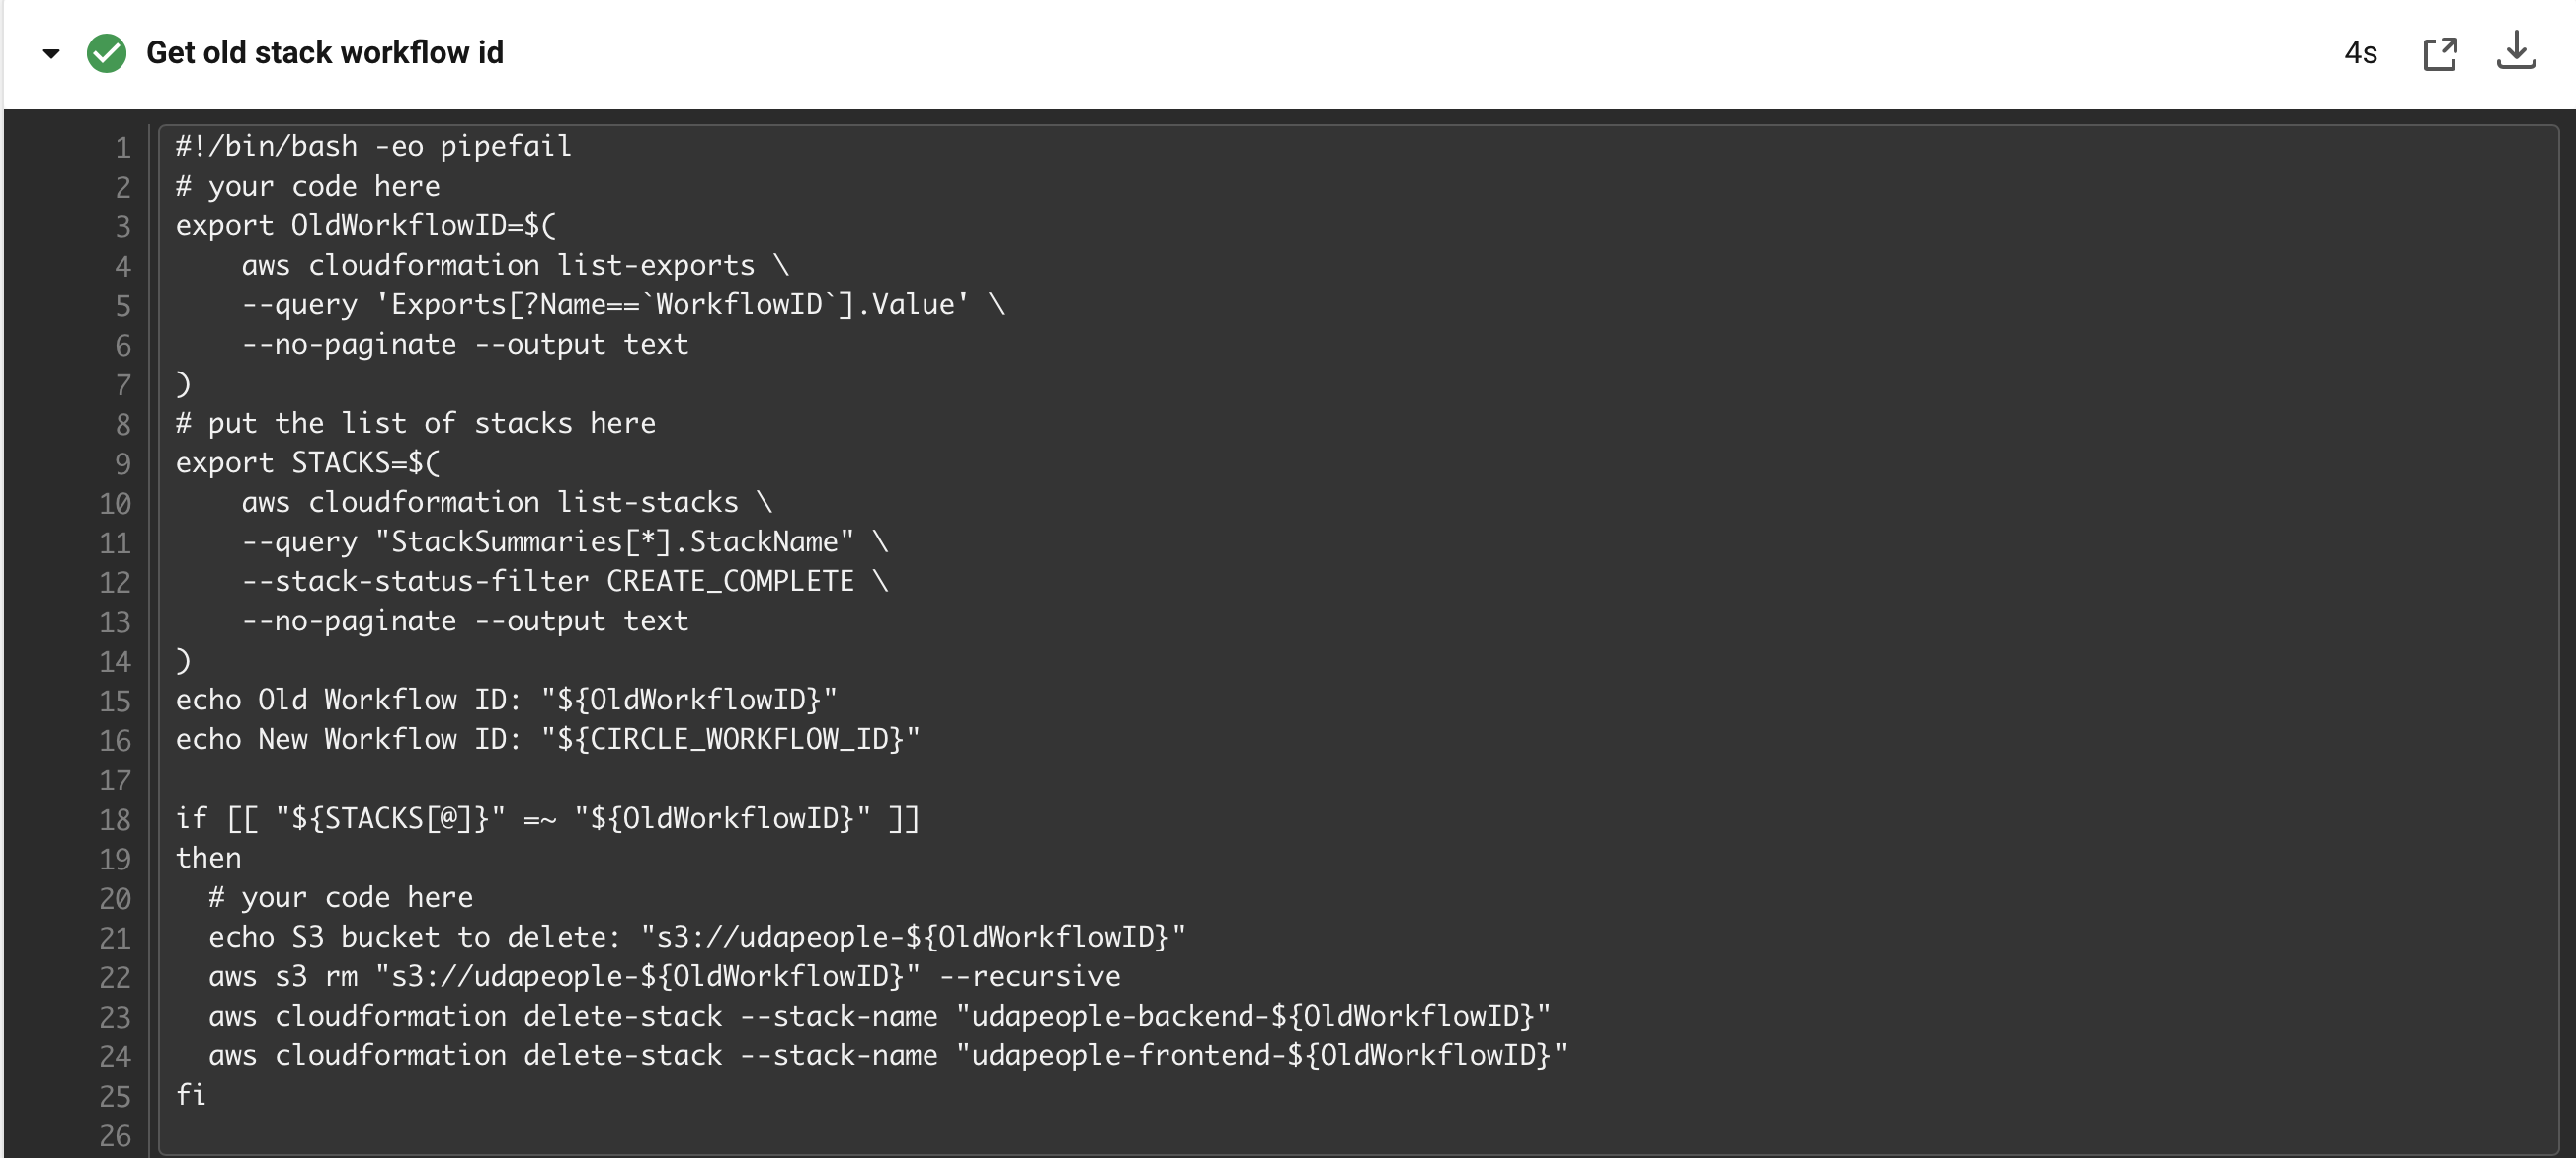 Get old stack workflow id
4s
1 #!/bin/bash -eo pipefail
2 # your code here
3 export OldWorkflowID=$(
4     aws cloudformation list-exports \
5     --query 'Exports[?Name==`WorkflowID`].Value' \
6     --no-paginate --output text
7 )
8 # put the list of stacks here
9 export STACKS=$(
10     aws cloudformation list-stacks \
11     --query "StackSummaries[*].StackName" \
12     --stack-status-filter CREATE_COMPLETE \
13     --no-paginate --output text
14 )
15 echo Old Workflow ID: "${OldWorkflowID}"
16 echo New Workflow ID: "${CIRCLE_WORKFLOW_ID}"
17
18 if [[ "${STACKS[@]}" =~ "${OldWorkflowID}" ]]
19 then
20   # your code here
21   echo S3 bucket to delete: "s3://udapeople-${OldWorkflowID}"
22   aws s3 rm "s3://udapeople-${OldWorkflowID}" --recursive
23   aws cloudformation delete-stack --stack-name "udapeople-backend-${OldWorkflowID}"
24   aws cloudformation delete-stack --stack-name "udapeople-frontend-${OldWorkflowID}"
25 fi
26